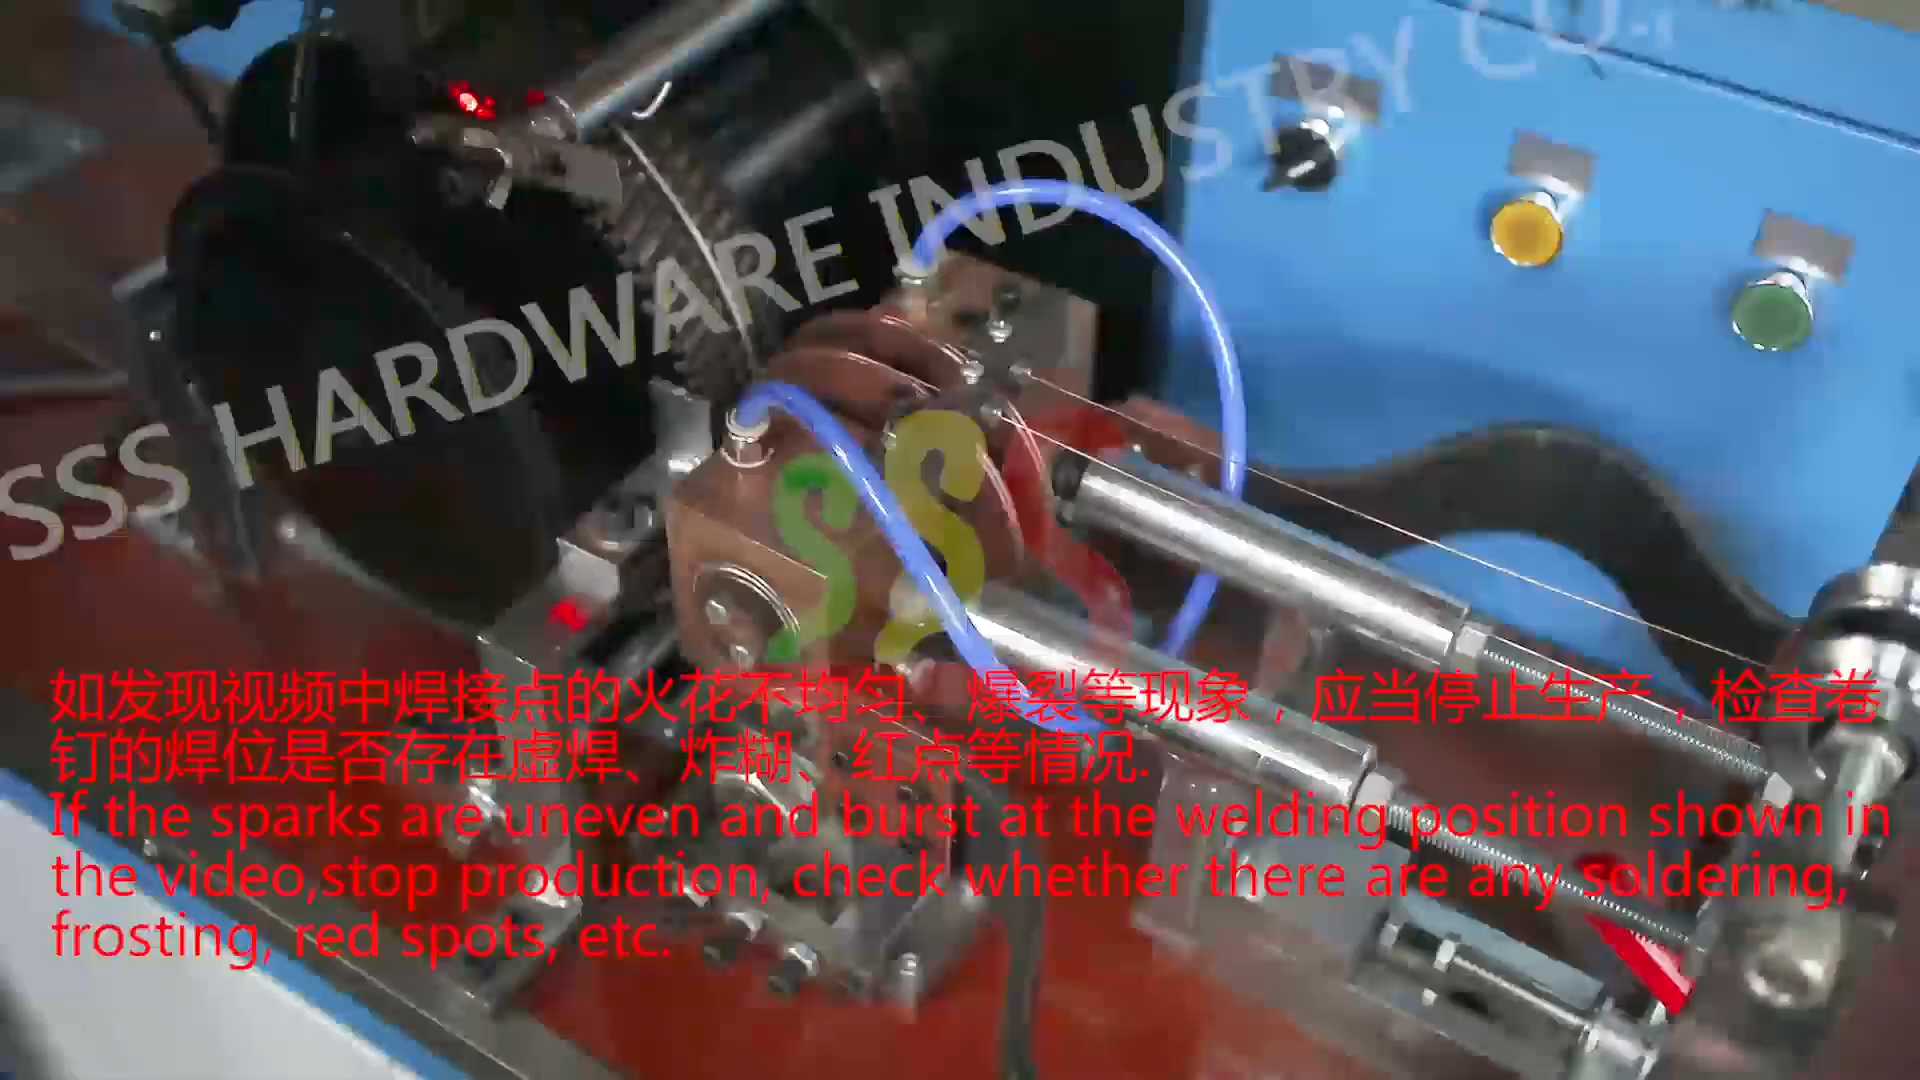 SSS HARDWARE INDUSTRY CO.,
SSS
如发现视频中焊接点的火花不均匀、爆裂等现象，应当停止生产，检查卷
钉的焊位是否存在虚焊、炸糊、红点等情况.
If the sparks are uneven and burst at the welding position shown in
the video,stop production, check whether there are any soldering,
frosting, red spots, etc.